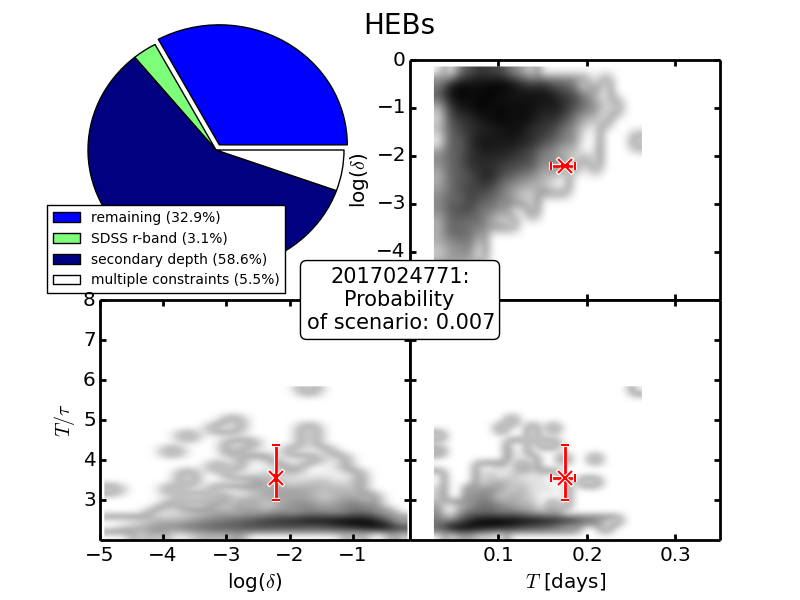 HEBs
remaining (32.9%)
SDSS r-band (3.1%)
secondary depth (58.6%)
multiple constraints (5.5%)
log(δ)
0
−1
−2
−3
−4
2017024771:
Probability
of scenario: 0.007
T/τ
8
7
6
5
4
3
−5 −4 −3 −2 −1
log(δ)
0.1 0.2 0.3
T [days]